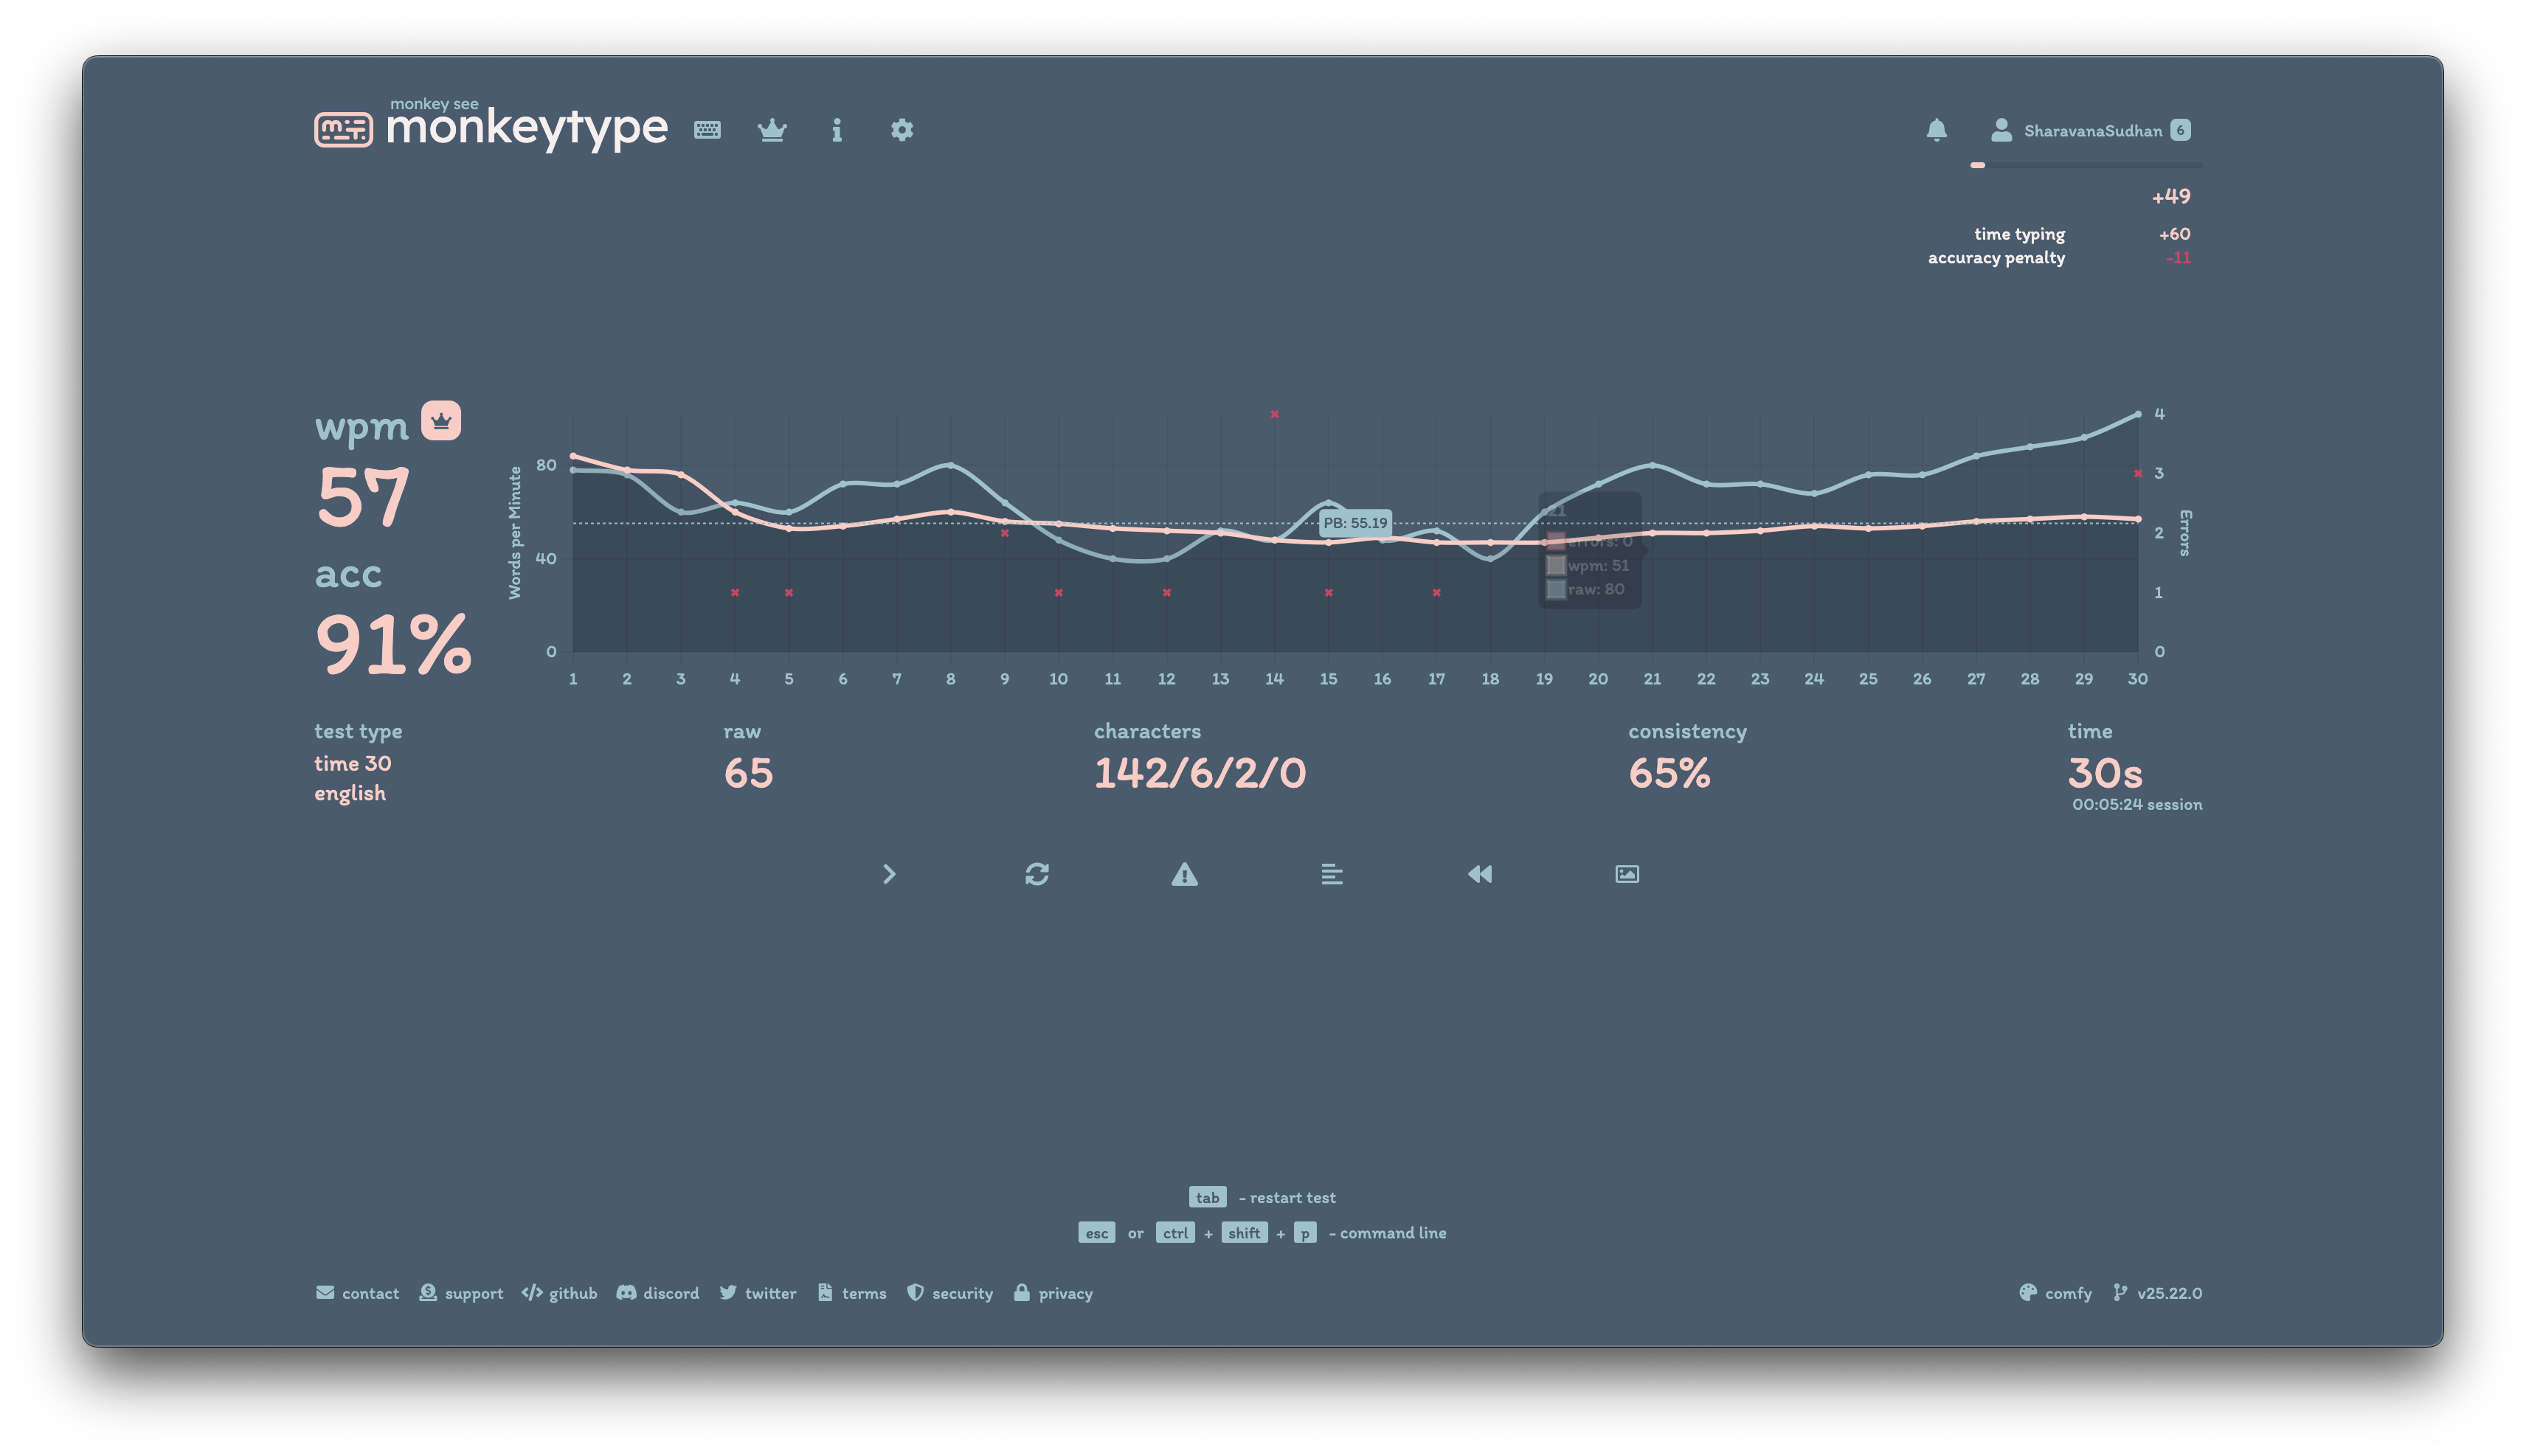 monkey see
monkeytype
SharavanaSudhan 6
+49
time typing +60
accuracy penalty -11
wpm
57
acc
91%
Words per Minute
80
40
0
PB: 55.19
21
errors: 0
wpm: 51
raw: 80
4
3
2
1
0
Errors
1 2 3 4 5 6 7 8 9 10 11 12 13 14 15 16 17 18 19 20 21 22 23 24 25 26 27 28 29 30
test type
time 30
english
raw
65
characters
142/6/2/0
consistency
65%
time
30s
00:05:24 session
tab - restart test
esc or ctrl + shift + p - command line
contact support github discord twitter terms security privacy comfy v25.22.0